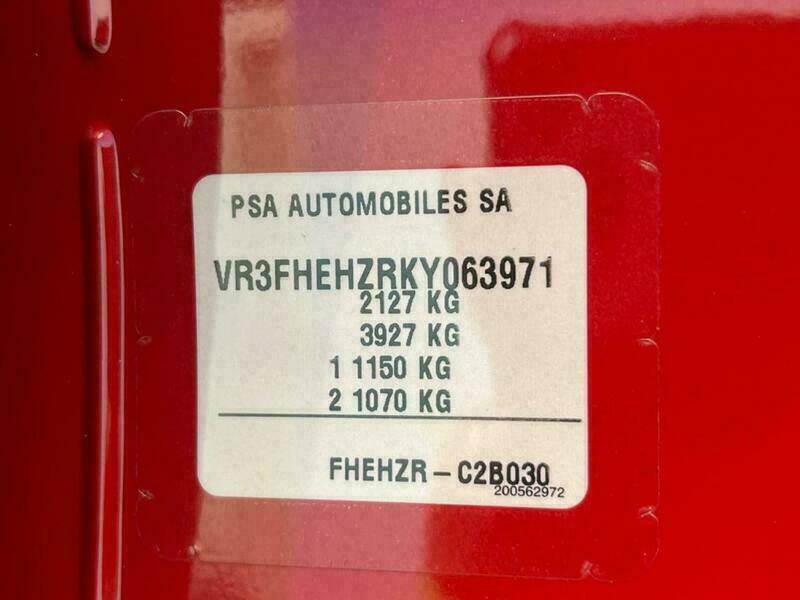 PSA AUTOMOBILES SA
VR3FHEHZRKY063971
2127 KG
3927 KG
1 1150 KG
2 1070 KG
FHEHZR - C2B030
200562972